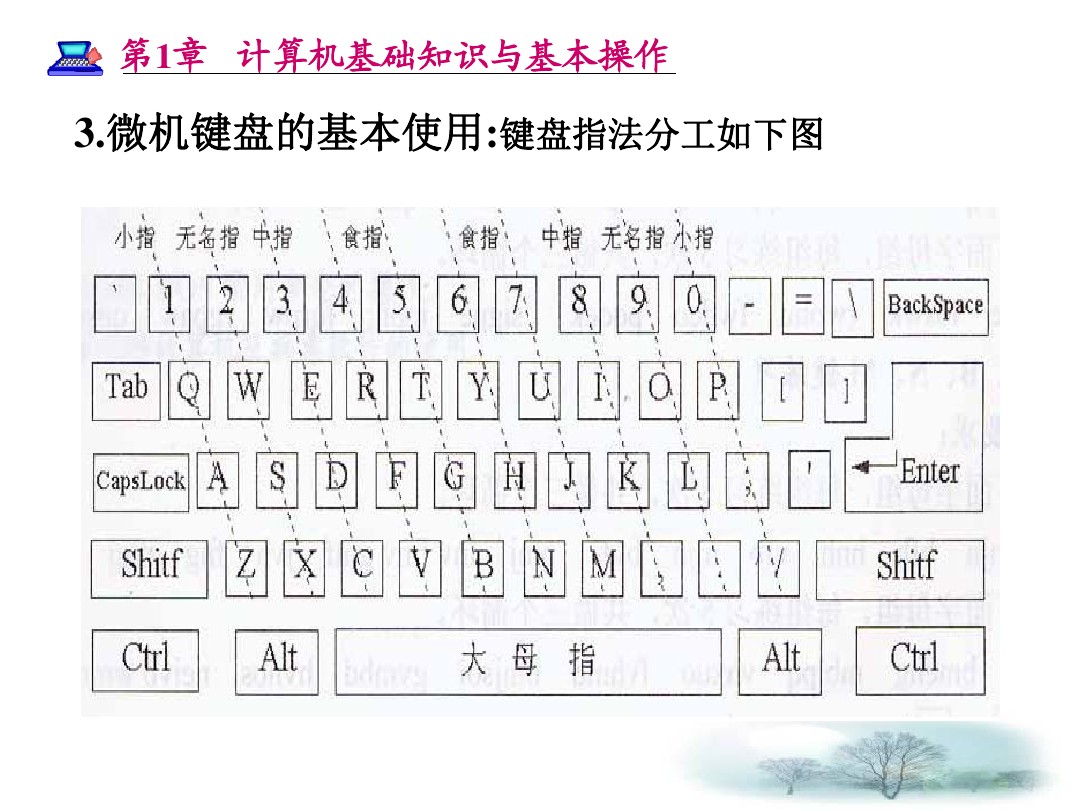 第1章 计算机基础知识与基本操作
3.微机键盘的基本使用:键盘指法分工如下图
小指 无名指 中指 食指 食指 中指 无名指 小指
` 1 2 3 4 5 6 7 8 9 0 - = \ BackSpace
Tab Q W E R T Y U I O P [ ]
CapsLock A S D F G H J K L ; ' Enter
Shitf Z X C V B N M , . / Shitf
Ctrl Alt 大母指 Alt Ctrl